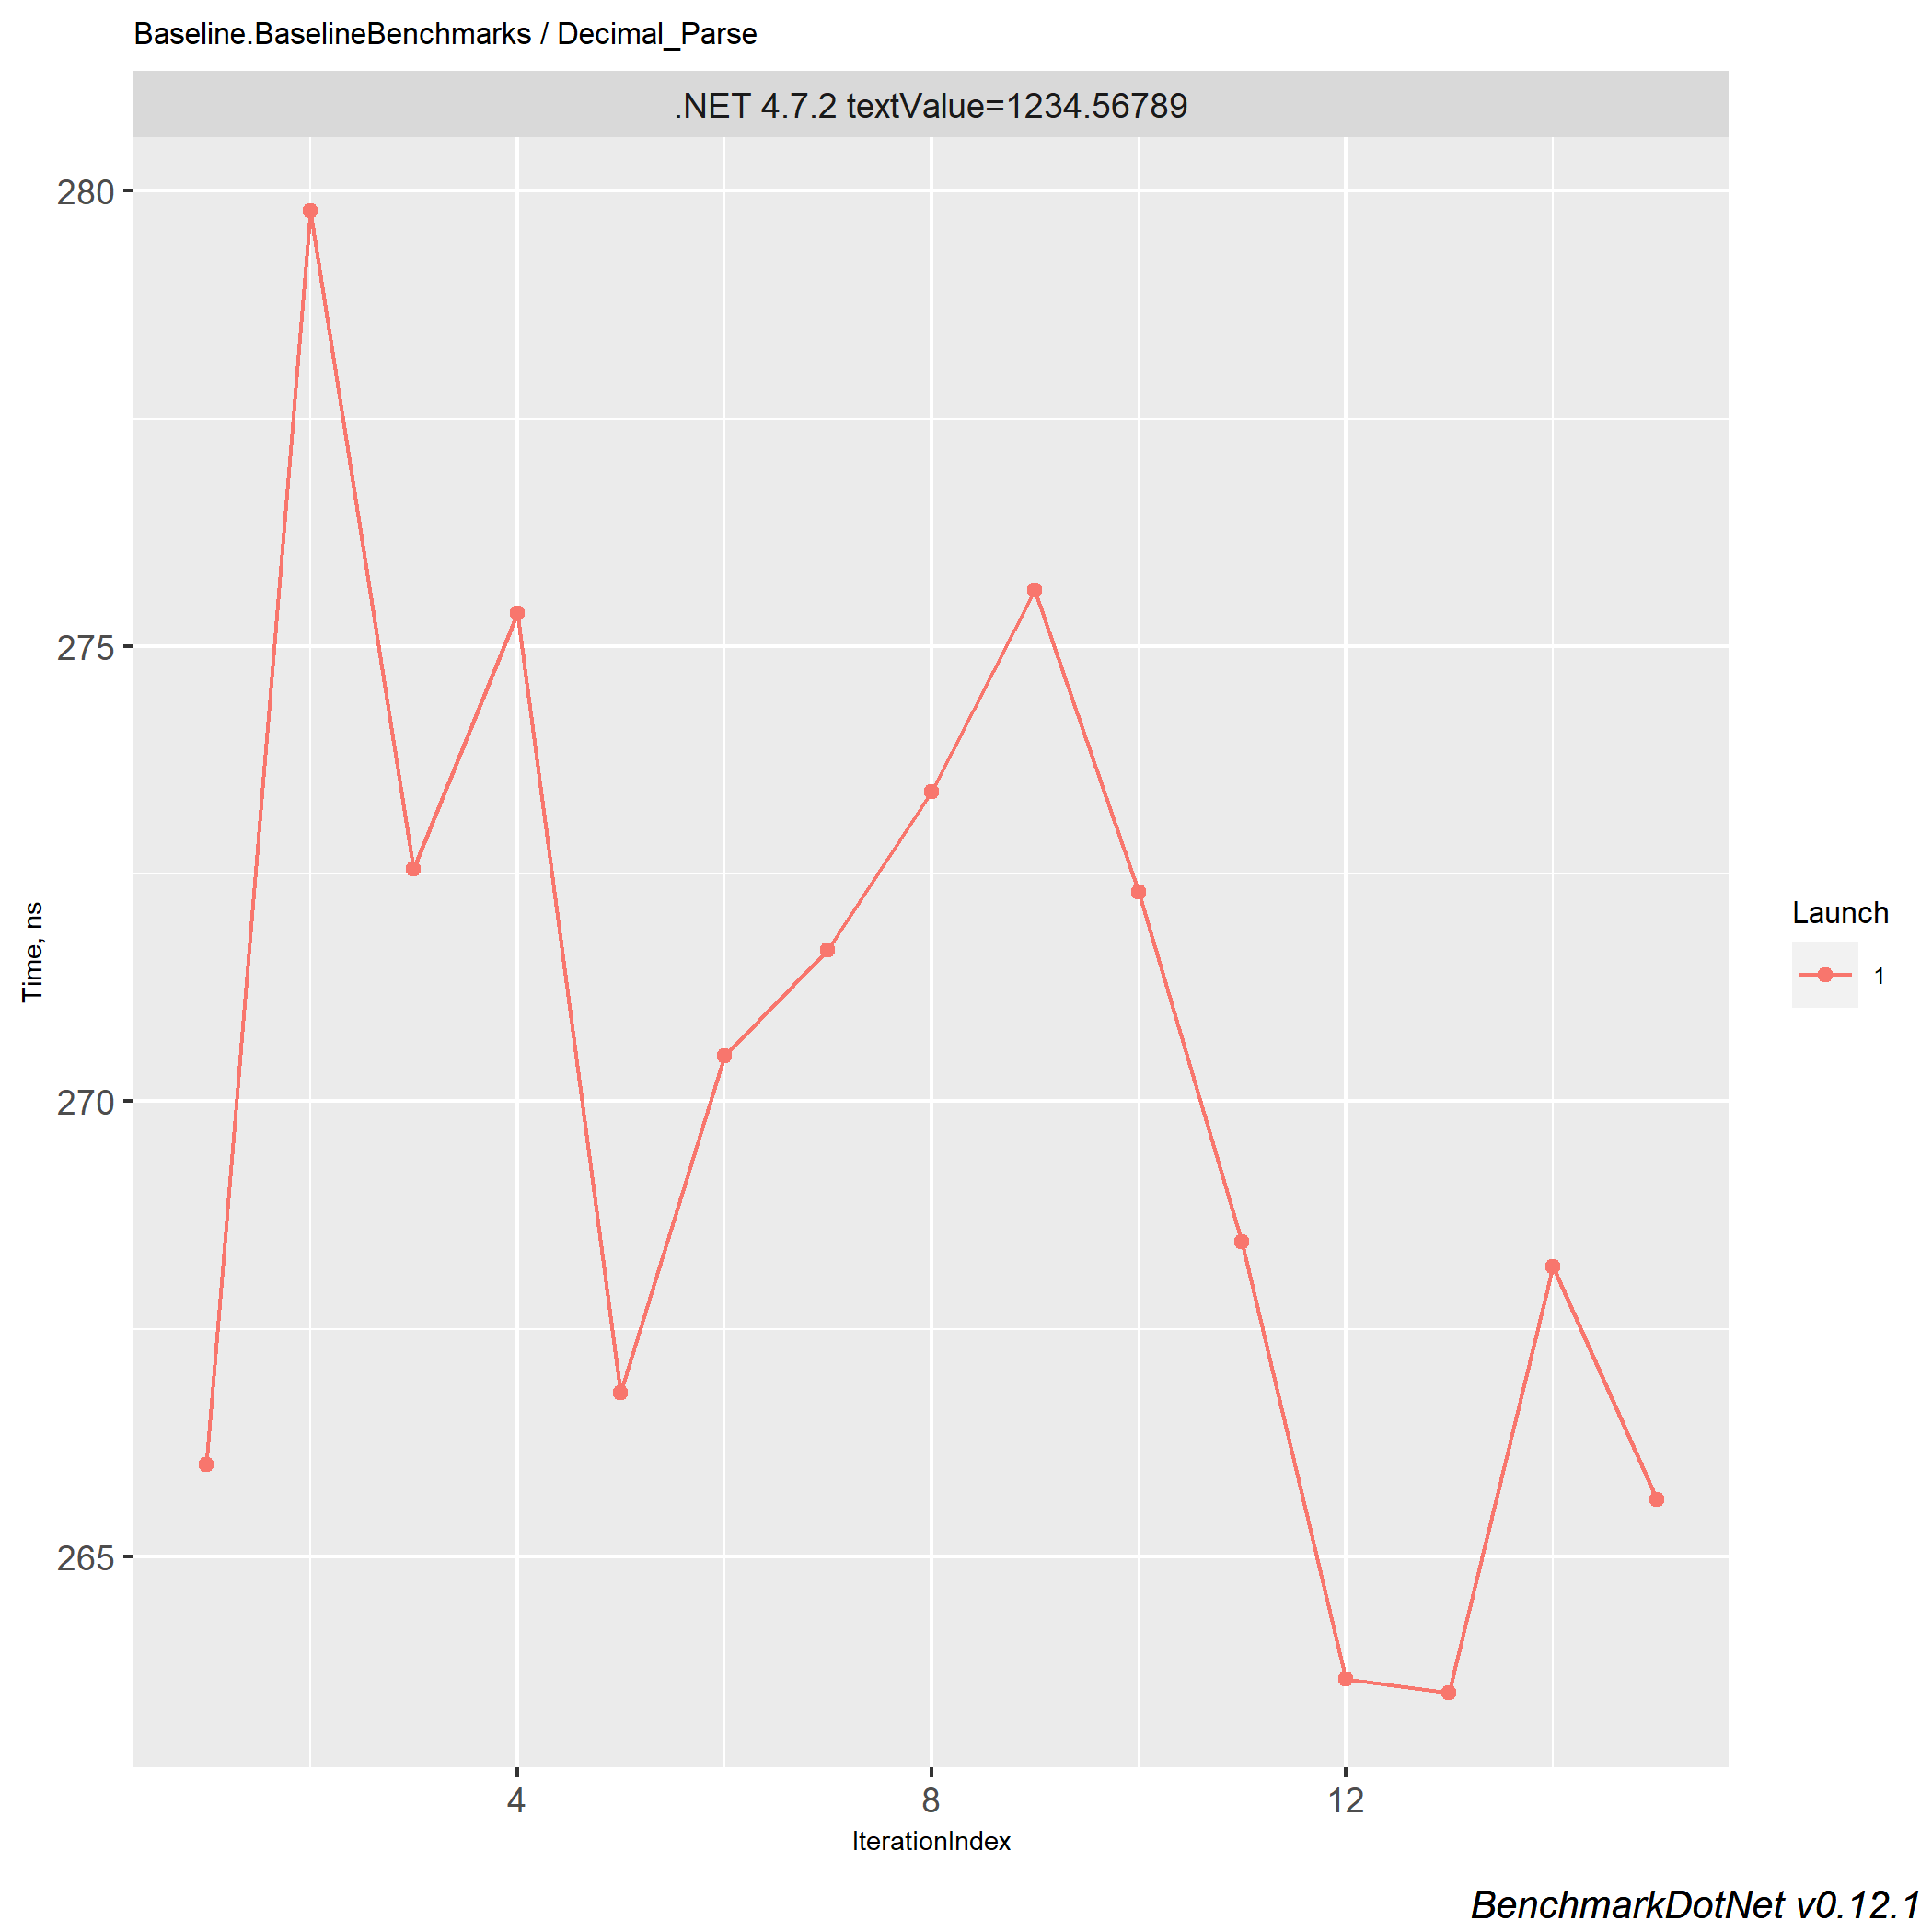 Baseline.BaselineBenchmarks / Decimal_Parse
.NET 4.7.2 textValue=1234.56789
280
275
270
265
Time, ns
4
8
12
IterationIndex
Launch
1
BenchmarkDotNet v0.12.1